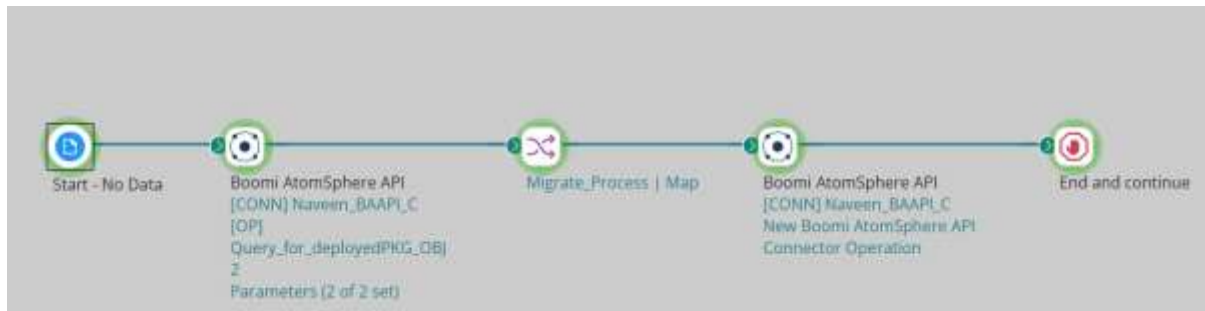 Start - No Data
Boomi AtomSphere API
[CONN] Naveen_BAAPI_C
[OP]
Query_for_deployedPKG_OBJ
2
Parameters (2 of 2 set)
Migrate_Process | Map
Boomi AtomSphere API
[CONN] Naveen_BAAPI_C
New Boomi AtomSphere API
Connector Operation
End and continue